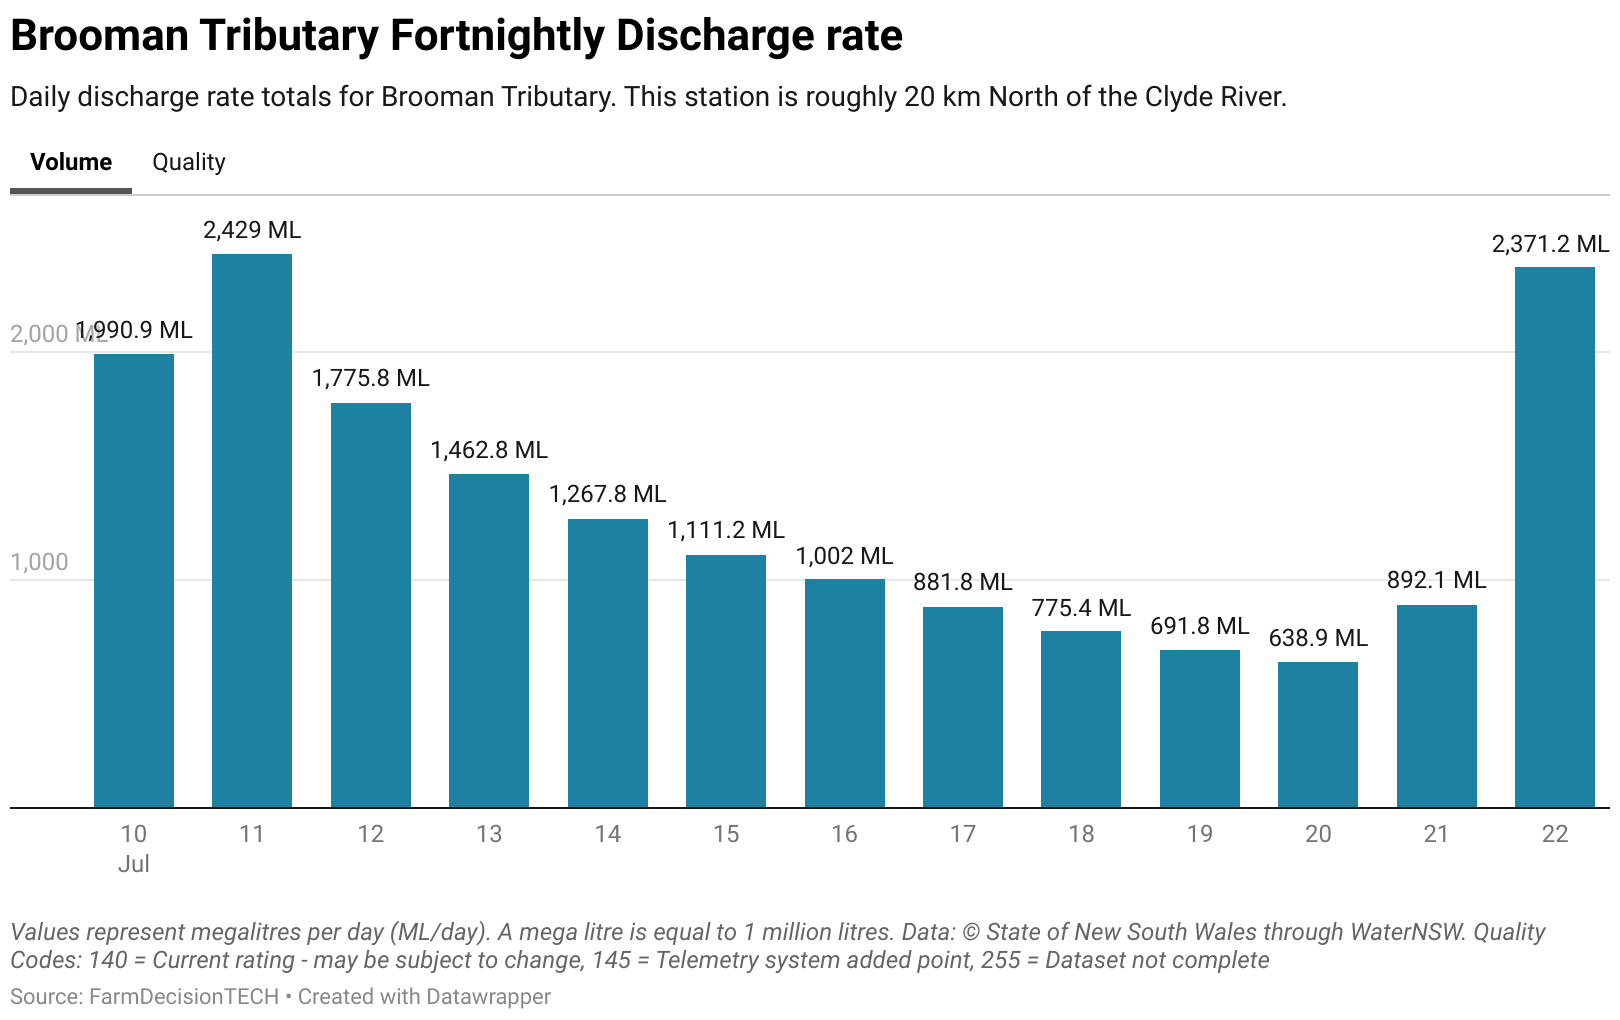 Brooman Tributary Fortnightly Discharge rate
Daily discharge rate totals for Brooman Tributary. This station is roughly 20 km North of the Clyde River.
Volume Quality
2,429 ML
2,371.2 ML
2,000 ML
1,990.9 ML
1,775.8 ML
1,462.8 ML
1,267.8 ML
1,111.2 ML
1,002 ML
1,000
881.8 ML
892.1 ML
775.4 ML
691.8 ML
638.9 ML
10 11 12 13 14 15 16 17 18 19 20 21 22
Jul
Values represent megalitres per day (ML/day). A mega litre is equal to 1 million litres. Data: © State of New South Wales through WaterNSW. Quality
Codes: 140 = Current rating - may be subject to change, 145 = Telemetry system added point, 255 = Dataset not complete
Source: FarmDecisionTECH • Created with Datawrapper